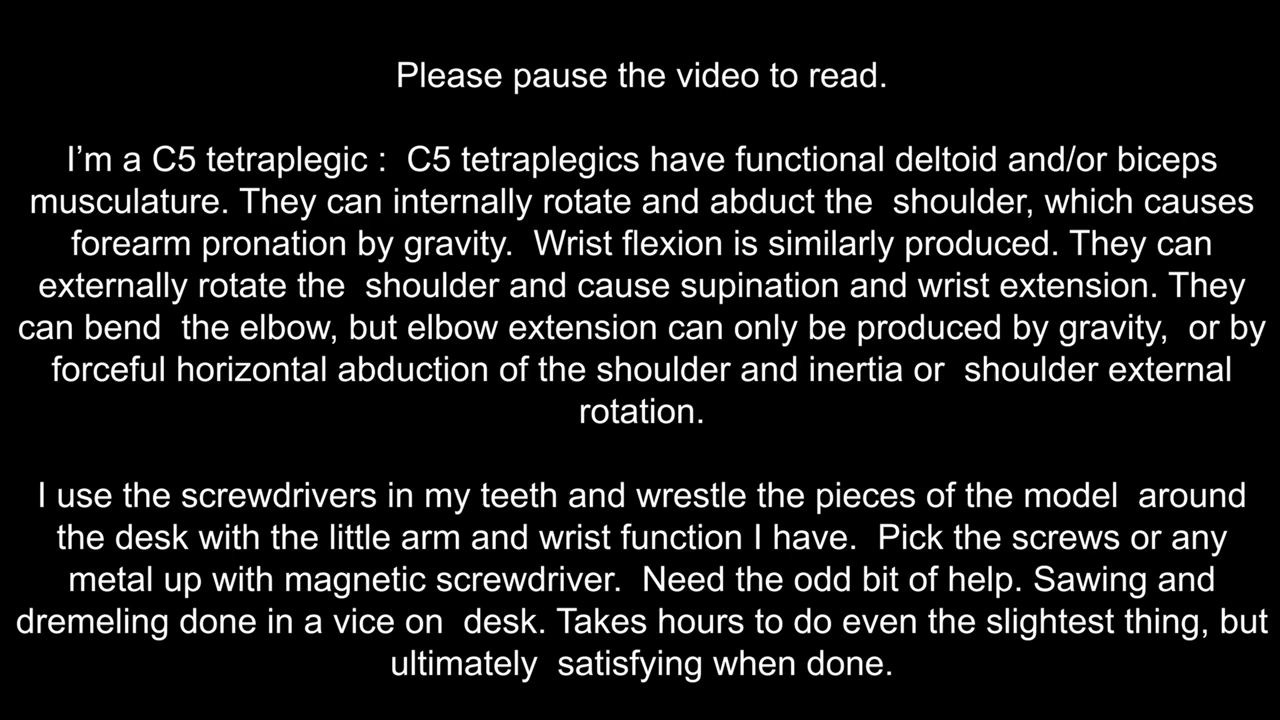 Please pause the video to read.
I'm a C5 tetraplegic :  C5 tetraplegics have functional deltoid and/or biceps
musculature. They can internally rotate and abduct the  shoulder, which causes
forearm pronation by gravity.  Wrist flexion is similarly produced. They can
externally rotate the  shoulder and cause supination and wrist extension. They
can bend  the elbow, but elbow extension can only be produced by gravity,  or by
forceful horizontal abduction of the shoulder and inertia or  shoulder external
rotation.
I use the screwdrivers in my teeth and wrestle the pieces of the model  around
the desk with the little arm and wrist function I have.  Pick the screws or any
metal up with magnetic screwdriver.  Need the odd bit of help. Sawing and
dremeling done in a vice on  desk. Takes hours to do even the slightest thing, but
ultimately  satisfying when done.